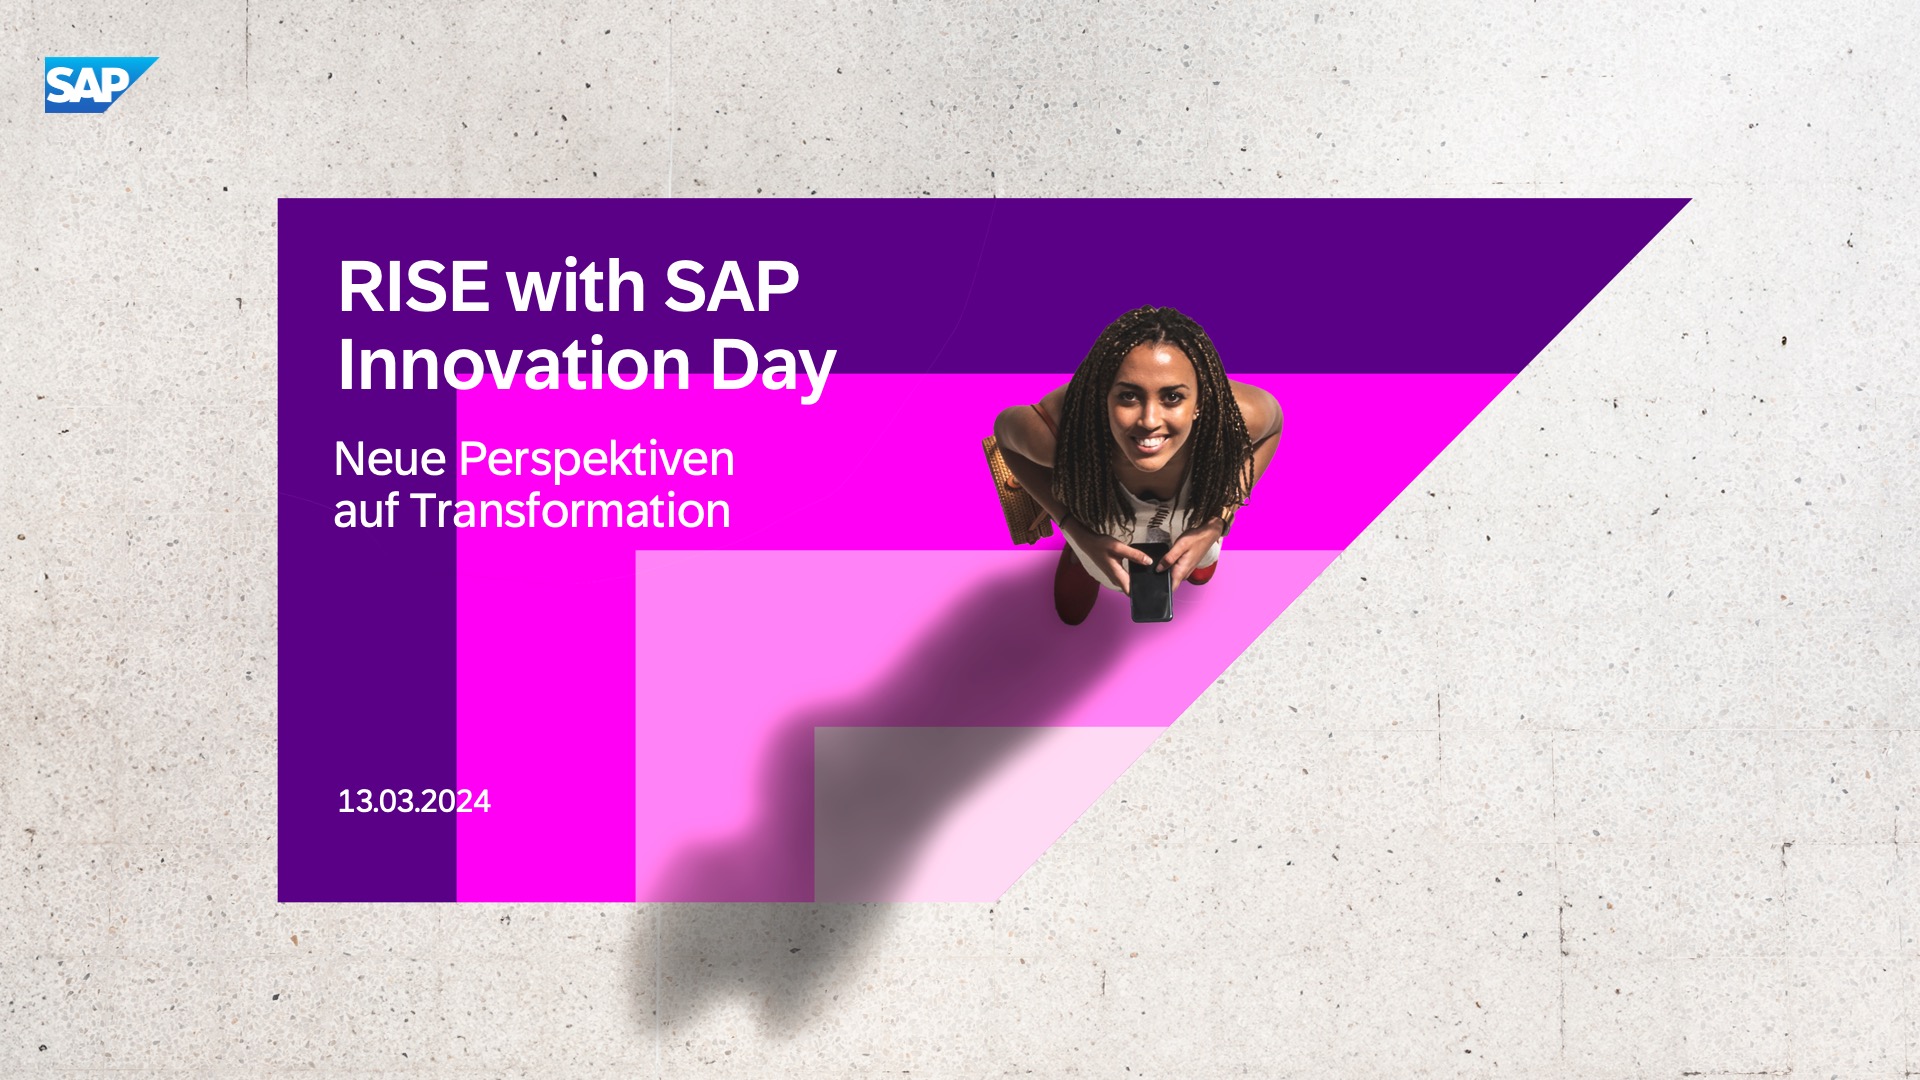 SAP
RISE with SAP
Innovation Day
Neue Perspektiven
auf Transformation
13.03.2024